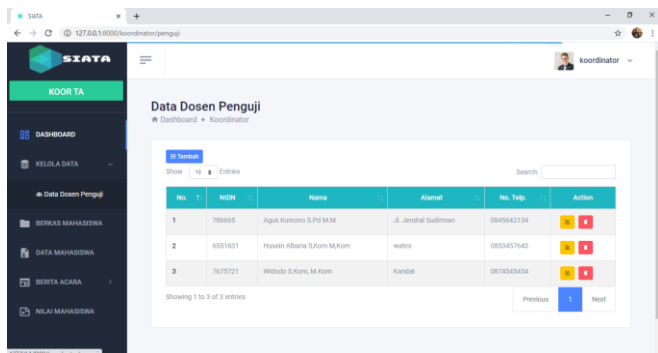 SIATA
127.0.0.1:8000/koordinator/penguji
SIATA
koordinator
KOOR TA
Data Dosen Penguji
Dashboard • Koordinator
DASHBOARD
KELOLA DATA
Data Dosen Penguji
BERKAS MAHASISWA
DATA MAHASISWA
BERITA ACARA
NILAI MAHASISWA
Tambah
Show 10 Entries Search:
No. NIDN Nama Alamat No. Telp. Action
1 786665 Agus Kuncoro S.Pd M.M Jl. Jendral Sudirman 0845642134
2 6551631 Husein Albana S,Kom M,Kom wates 0853457643
3 7675721 Widodo S.Kom, M.Kom Kandat 0874545454
Showing 1 to 3 of 3 entries
Previous 1 Next